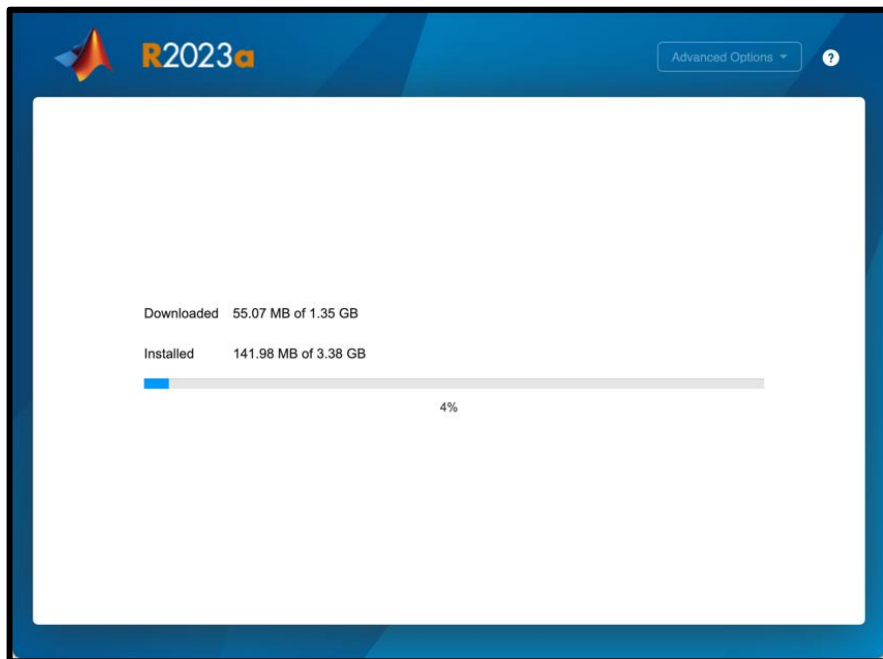 R2023a
Advanced Options
?
Downloaded 55.07 MB of 1.35 GB
Installed 141.98 MB of 3.38 GB
4%